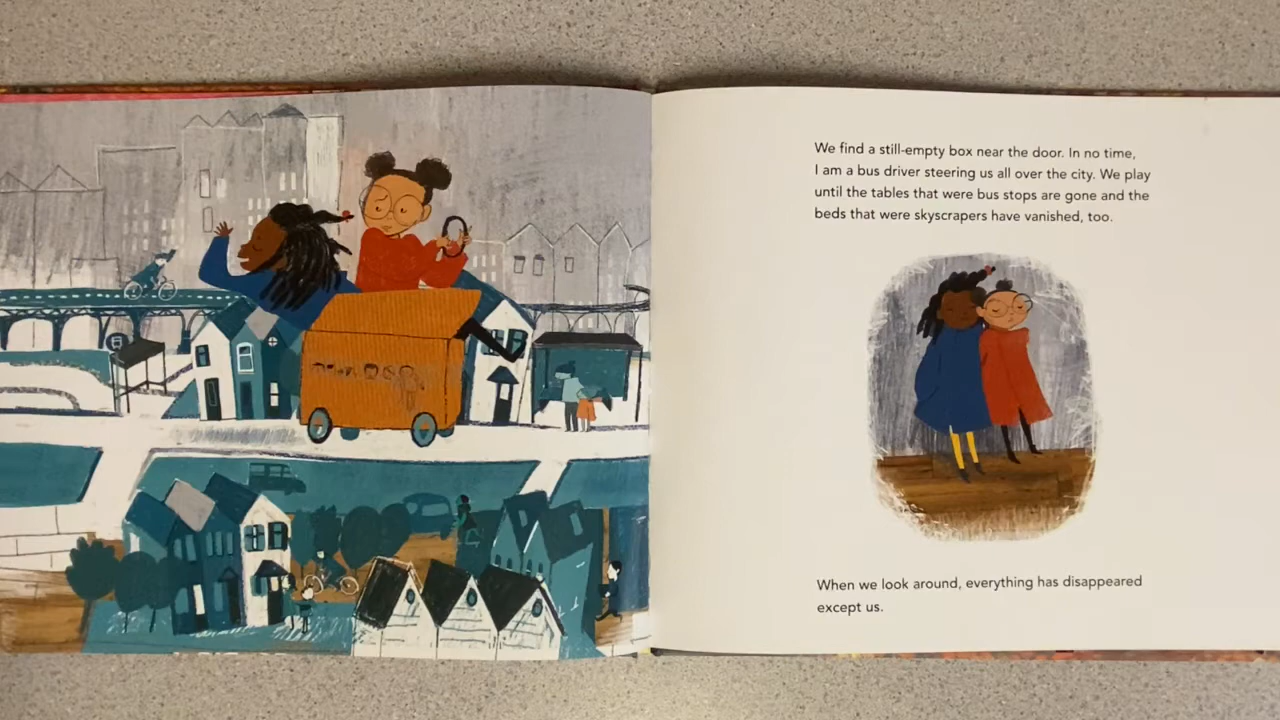 We find a still-empty box near the door. In no time,
I am a bus driver steering us all over the city. We play
until the tables that were bus stops are gone and the
beds that were skyscrapers have vanished, too.
When we look around, everything has disappeared
except us.